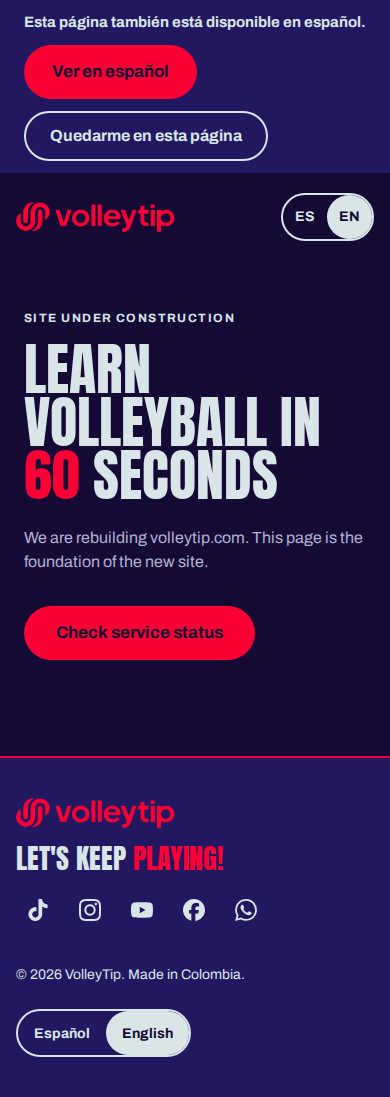 Esta página también está disponible en español.
Ver en español
Quedarme en esta página
volleytip
ES EN
SITE UNDER CONSTRUCTION
LEARN
VOLLEYBALL IN
60 SECONDS
We are rebuilding volleytip.com. This page is the
foundation of the new site.
Check service status
volleytip
LET'S KEEP PLAYING!
© 2026 VolleyTip. Made in Colombia.
Español English